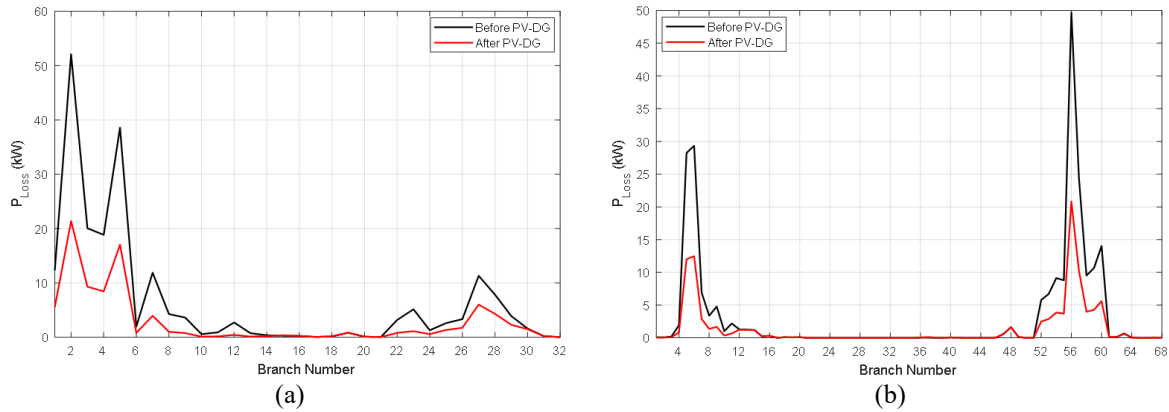 Before PV-DG
After PV-DG
P_Loss (kW)
60
50
40
30
20
10
0
2 4 6 8 10 12 14 16 18 20 22 24 26 28 30 32
Branch Number
(a)
Before PV-DG
After PV-DG
P_Loss (kW)
50
45
40
35
30
25
20
15
10
5
0
4 8 12 16 20 24 28 32 36 40 44 48 52 56 60 64 68
Branch Number
(b)